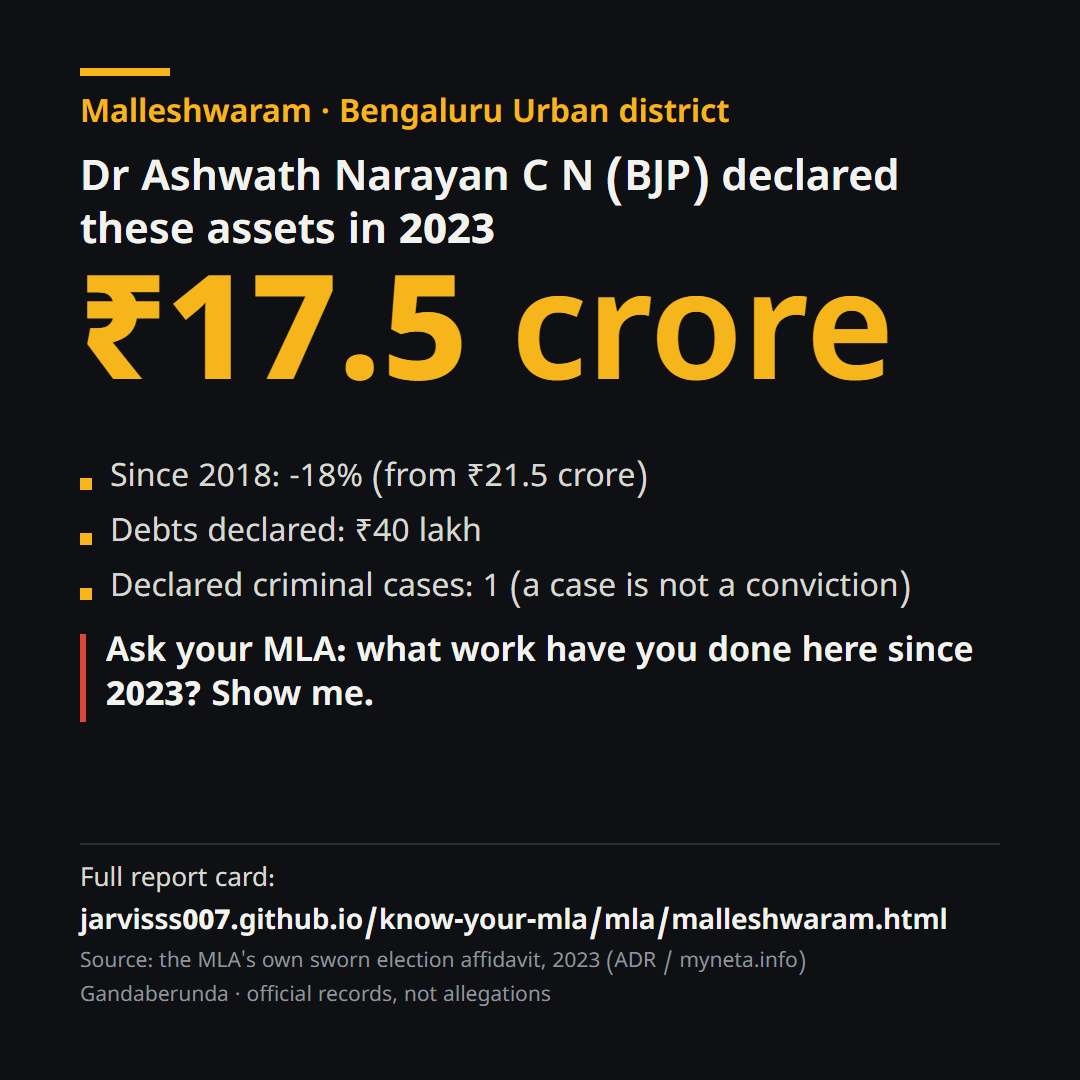 Malleshwaram · Bengaluru Urban district
Dr Ashwath Narayan C N (BJP) declared
these assets in 2023
₹17.5 crore
Since 2018: -18% (from ₹21.5 crore)
Debts declared: ₹40 lakh
Declared criminal cases: 1 (a case is not a conviction)
Ask your MLA: what work have you done here since
2023? Show me.
Full report card:
jarvisss007.github.io/know-your-mla/mla/malleshwaram.html
Source: the MLA's own sworn election affidavit, 2023 (ADR / myneta.info)
Gandaberunda · official records, not allegations